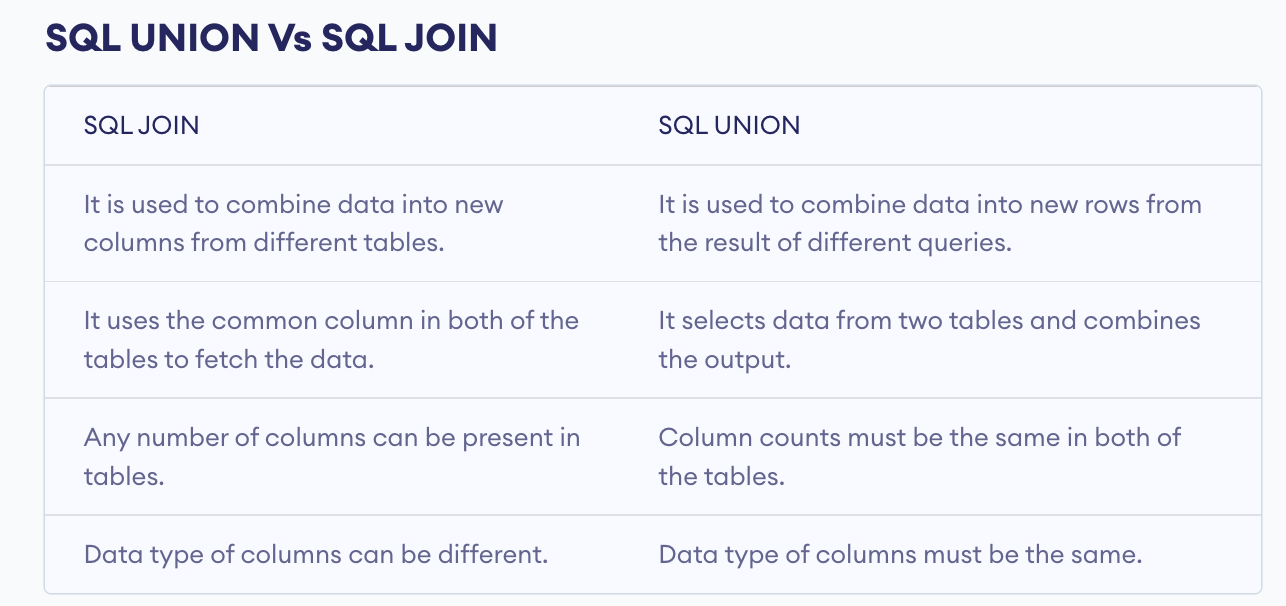 SQL UNION Vs SQL JOIN
SQL JOIN
SQL UNION
It is used to combine data into new
columns from different tables.
It is used to combine data into new rows from
the result of different queries.
It uses the common column in both of the
tables to fetch the data.
It selects data from two tables and combines
the output.
Any number of columns can be present in
tables.
Column counts must be the same in both of
the tables.
Data type of columns can be different.
Data type of columns must be the same.